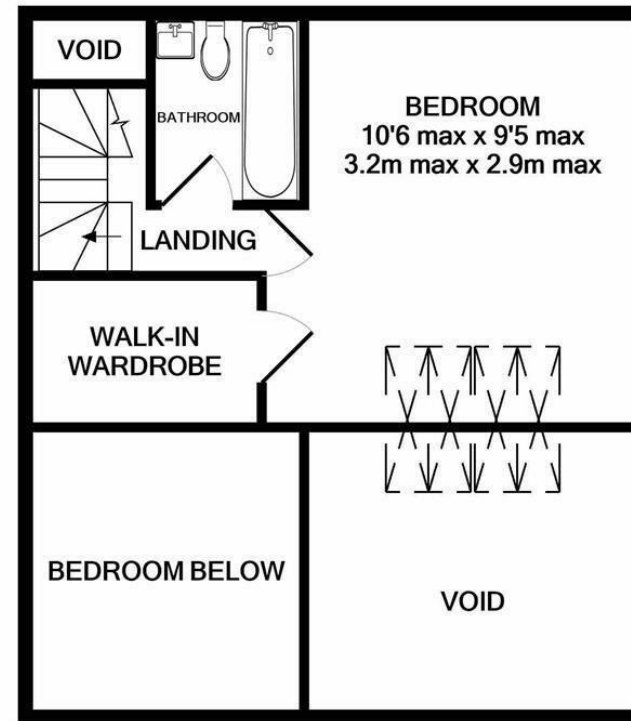 VOID
BATHROOM
BEDROOM
10'6 max x 9'5 max
3.2m max x 2.9m max
LANDING
WALK-IN
WARDROBE
BEDROOM BELOW
VOID